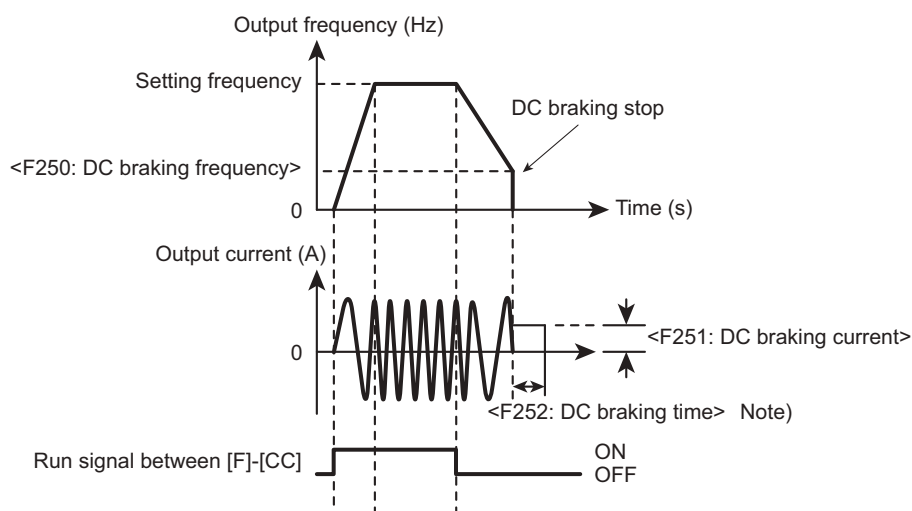 Output frequency (Hz)
Setting frequency
DC braking stop
<F250: DC braking frequency>
0
Time (s)
Output current (A)
<F251: DC braking current>
0
<F252: DC braking time> Note)
Run signal between [F]-[CC]
ON
OFF